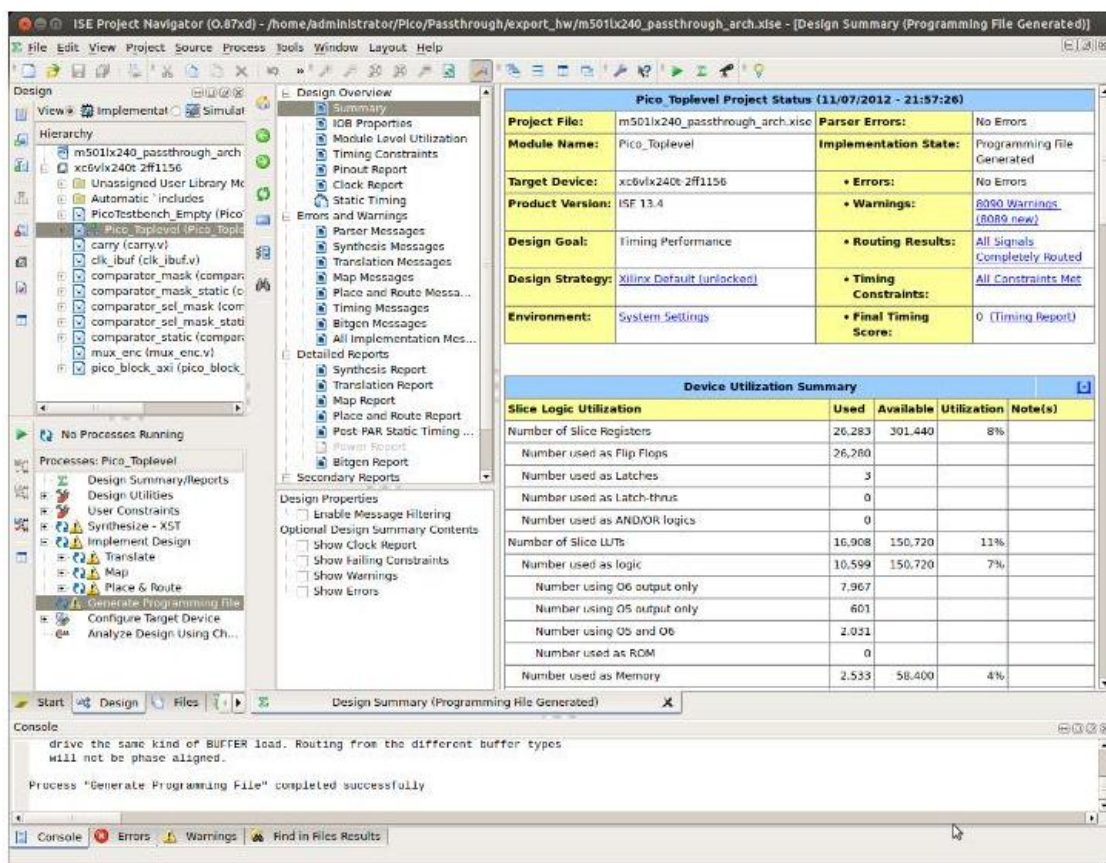 ISE Project Navigator (O.87xd) - /home/administrator/Pico/Passthrough/export_hw/m501lx240_passthrough_arch.xise - [Design Summary (Programming File Generated)]
File Edit View Project Source Process Tools Window Layout Help
Design
View: Implementat Simulat
Hierarchy
m501lx240_passthrough_arch
xc6vlx240t-2ff1156
Unassigned User Library Mo
Automatic `includes
PicoTestbench_Empty (Pico
Pico_Toplevel (Pico_Tople
carry (carry.v)
clk_ibuf (clk_ibuf.v)
comparator_mask (compar
comparator_mask_static (c
comparator_sel_mask (com
comparator_sel_mask_stati
comparator_static (compar
mux_enc (mux_enc.v)
pico_block_axi (pico_block_
No Processes Running
Processes: Pico_Toplevel
Design Summary/Reports
Design Utilities
User Constraints
Synthesize - XST
Implement Design
Translate
Map
Place & Route
Generate Programming File
Configure Target Device
Analyze Design Using Ch...
Start Design Files
Design Overview
Summary
IOB Properties
Module Level Utilization
Timing Constraints
Pinout Report
Clock Report
Static Timing
Errors and Warnings
Parser Messages
Synthesis Messages
Translation Messages
Map Messages
Place and Route Messa...
Timing Messages
Bitgen Messages
All Implementation Mes...
Detailed Reports
Synthesis Report
Translation Report
Map Report
Place and Route Report
Post-PAR Static Timing ...
Power Report
Bitgen Report
Secondary Reports
Design Properties
Enable Message Filtering
Optional Design Summary Contents
Show Clock Report
Show Failing Constraints
Show Warnings
Show Errors
Pico_Toplevel Project Status (11/07/2012 - 21:57:26)
Project File: m501lx240_passthrough_arch.xise Parser Errors: No Errors
Module Name: Pico_Toplevel Implementation State: Programming File Generated
Target Device: xc6vlx240t-2ff1156 • Errors: No Errors
Product Version: ISE 13.4 • Warnings: 8090 Warnings (8089 new)
Design Goal: Timing Performance • Routing Results: All Signals Completely Routed
Design Strategy: Xilinx Default (unlocked) • Timing Constraints: All Constraints Met
Environment: System Settings • Final Timing Score: 0 (Timing Report)
Device Utilization Summary [-]
Slice Logic Utilization Used Available Utilization Note(s)
Number of Slice Registers 26,283 301,440 8%
Number used as Flip Flops 26,280
Number used as Latches 3
Number used as Latch-thrus 0
Number used as AND/OR logics 0
Number of Slice LUTs 16,908 150,720 11%
Number used as logic 10,599 150,720 7%
Number using O6 output only 7,967
Number using O5 output only 601
Number using O5 and O6 2,031
Number used as ROM 0
Number used as Memory 2,533 58,400 4%
Design Summary (Programming File Generated)
Console
drive the same kind of BUFFER load. Routing from the different buffer types
will not be phase aligned.
Process "Generate Programming File" completed successfully
Console Errors Warnings Find in Files Results